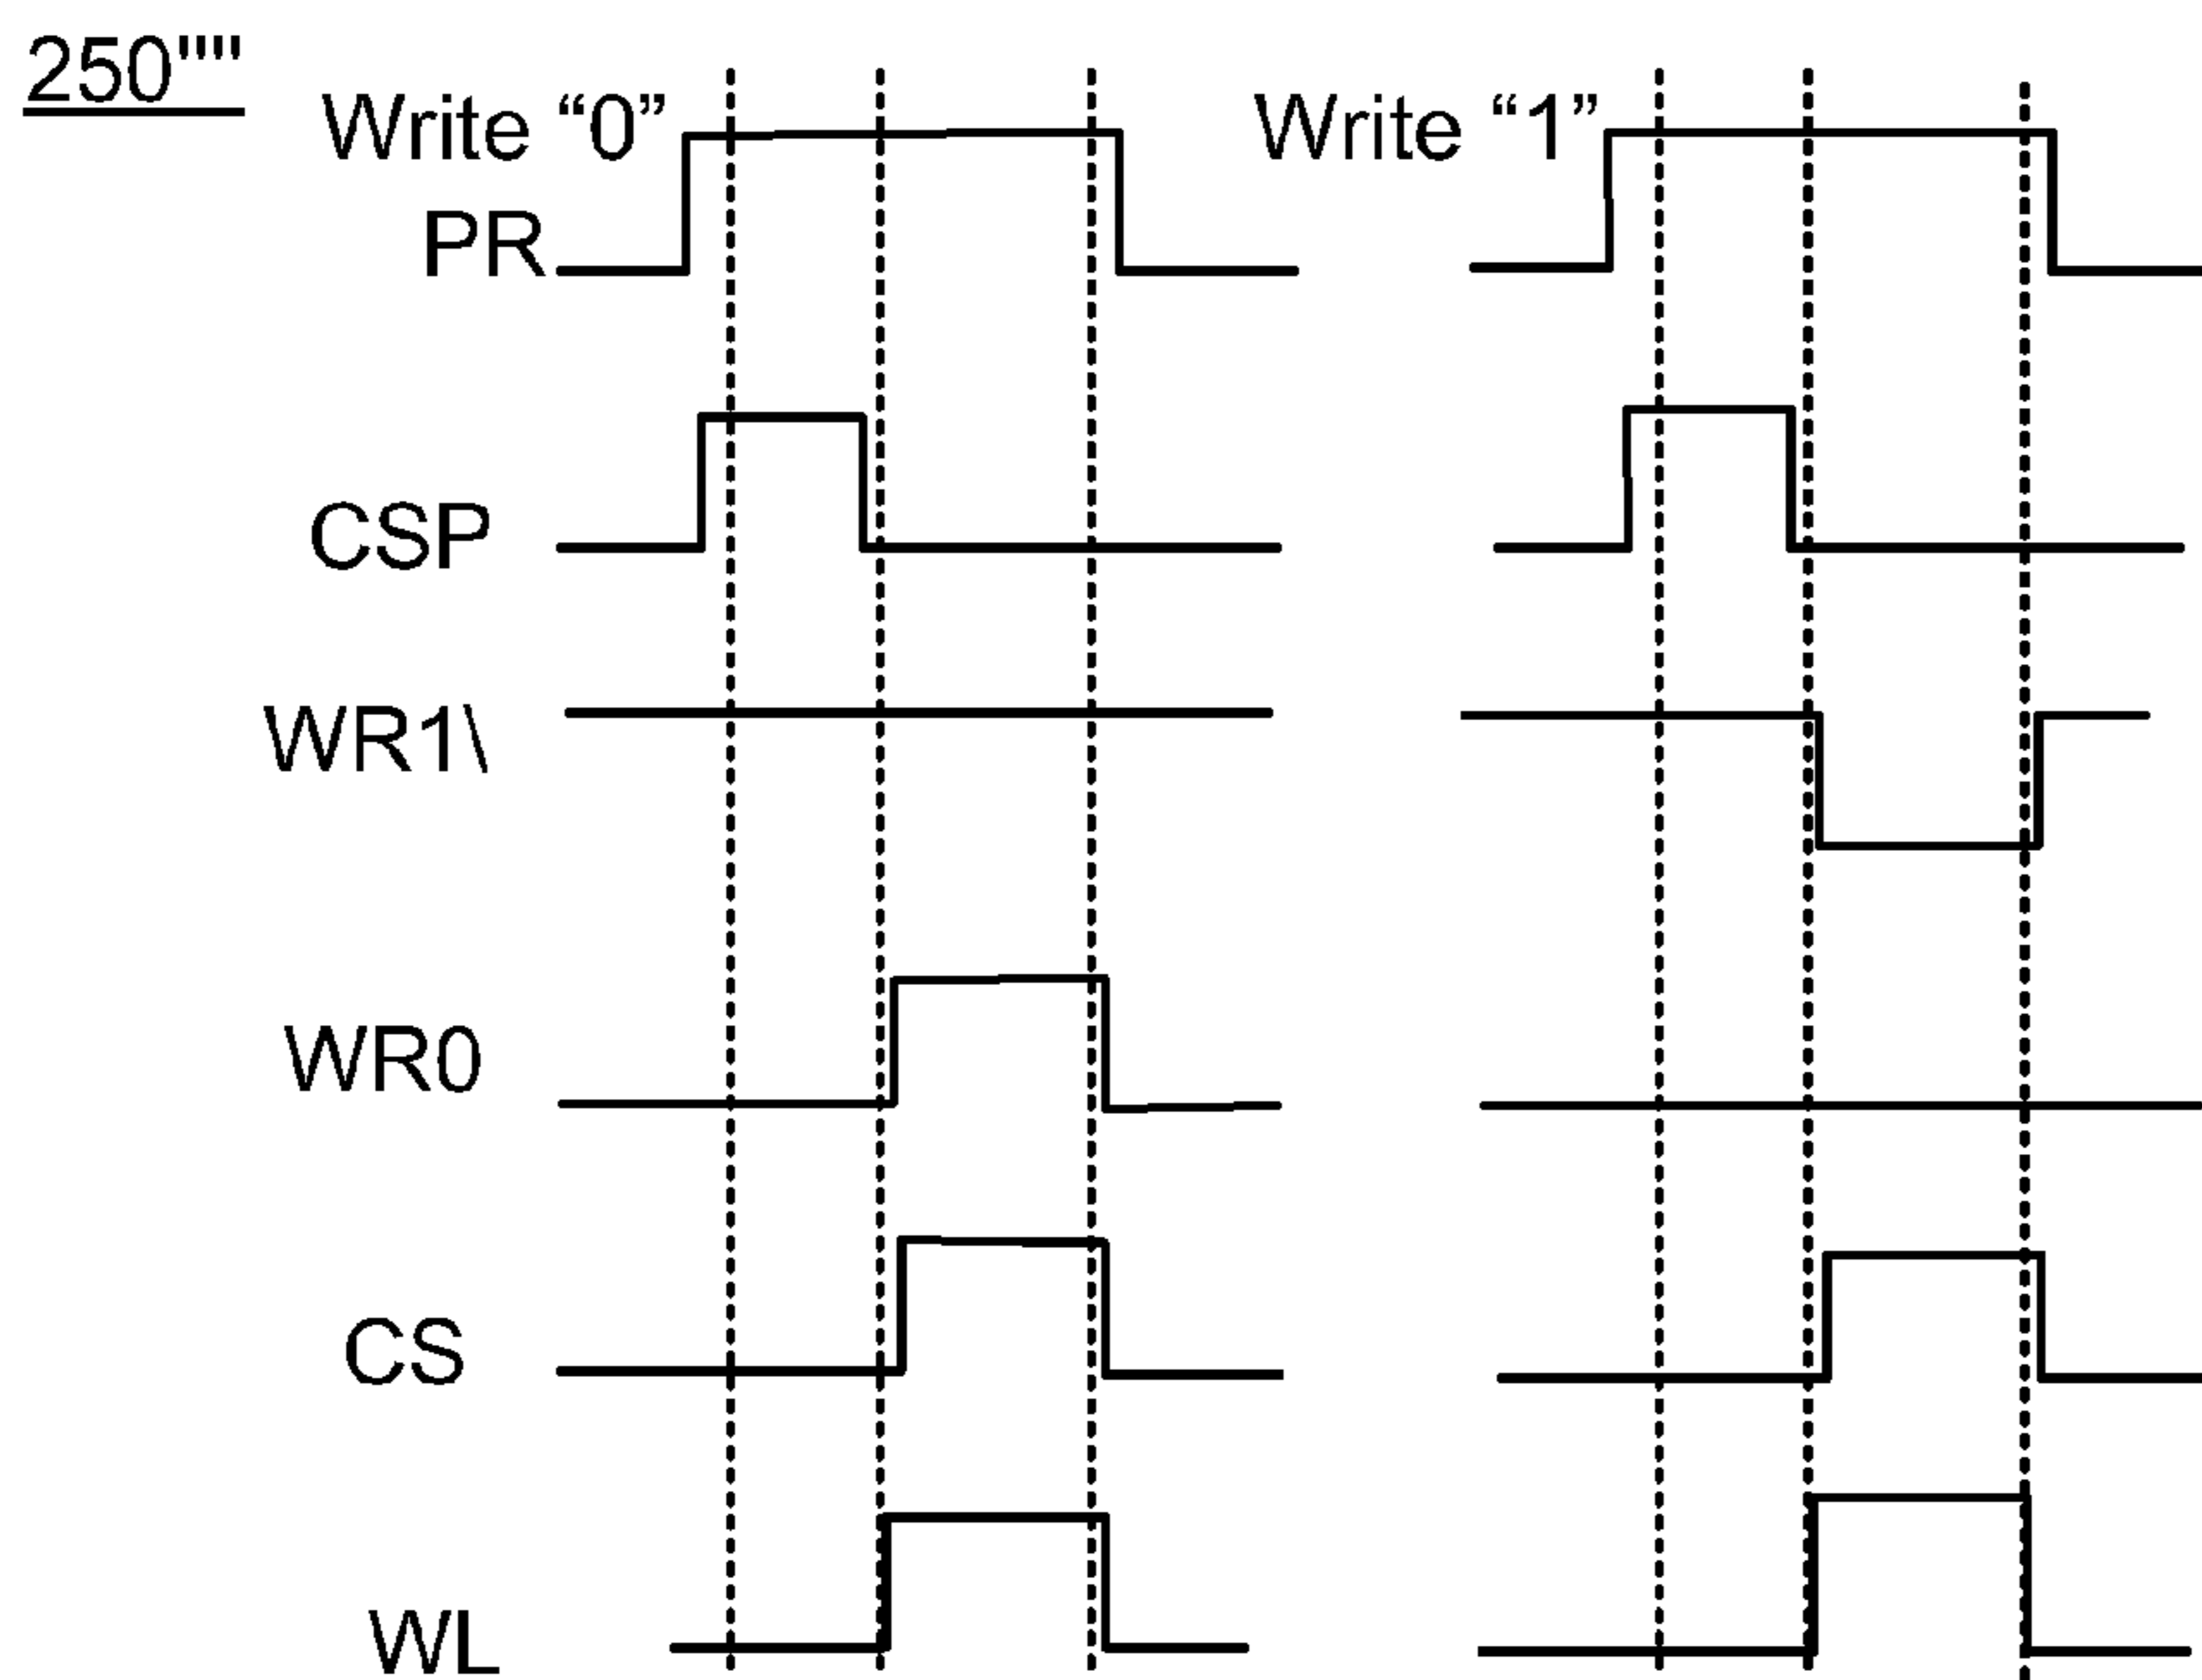 250""
Write “0” Write “1”
PR
CSP
WR1\
WR0
CS
WL